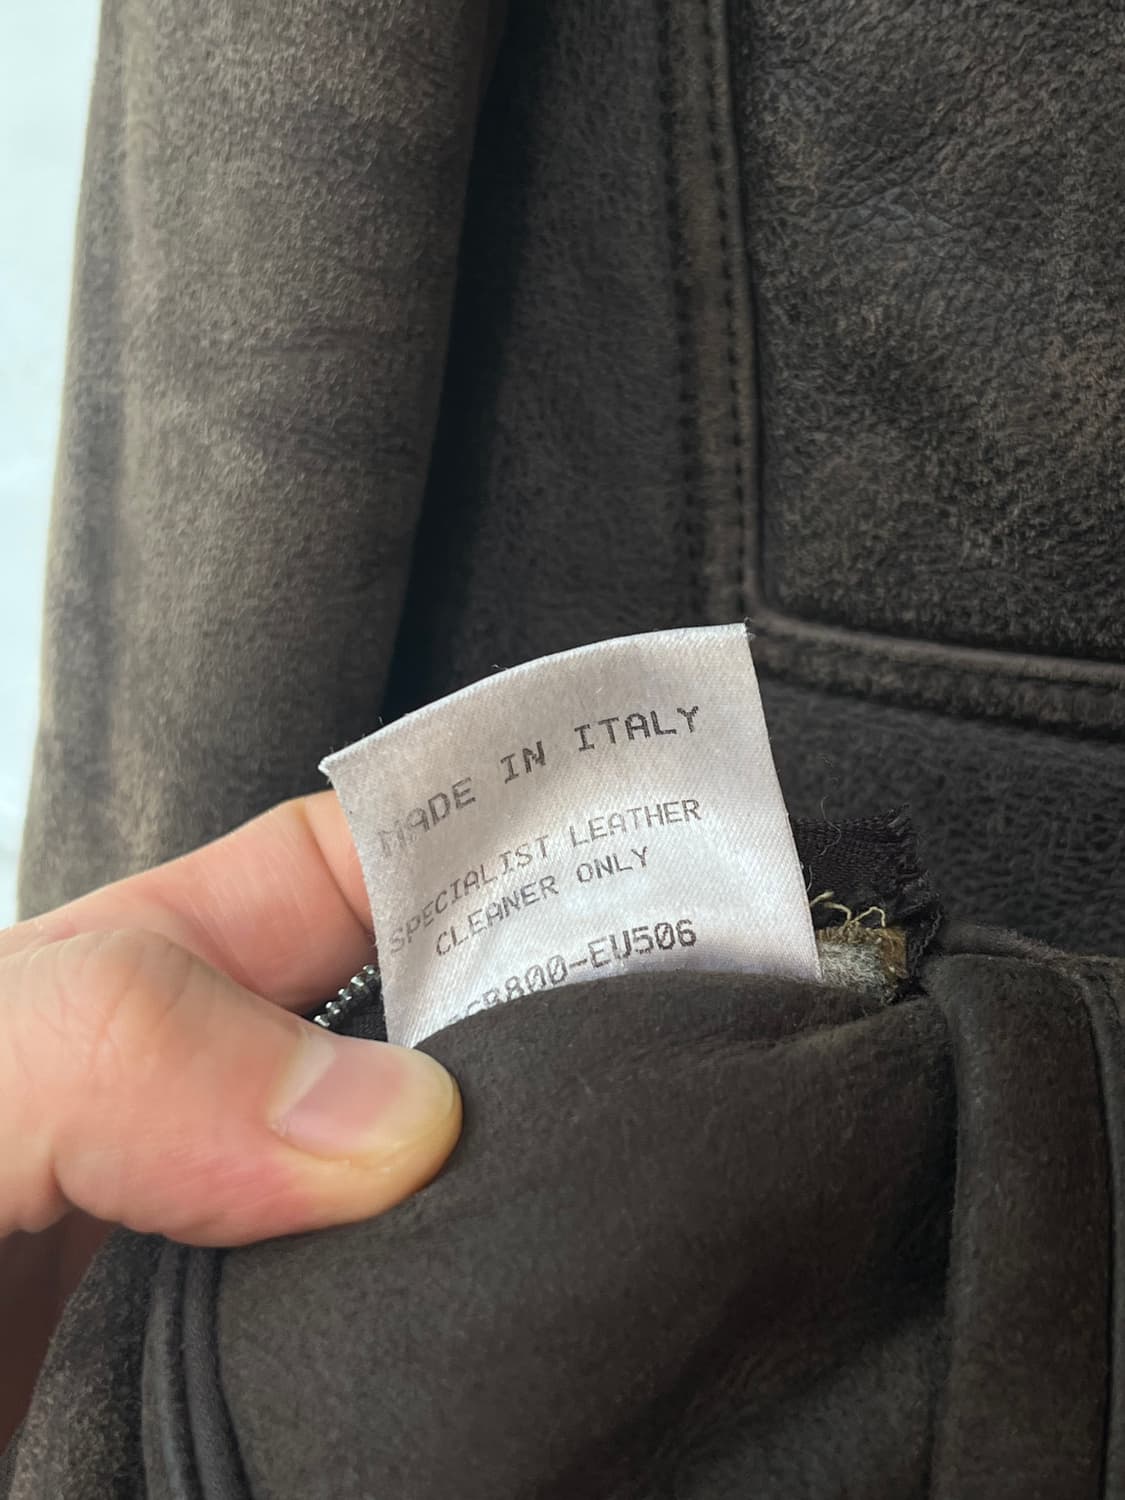 MADE IN ITALY
SPECIALIST LEATHER
CLEANER ONLY